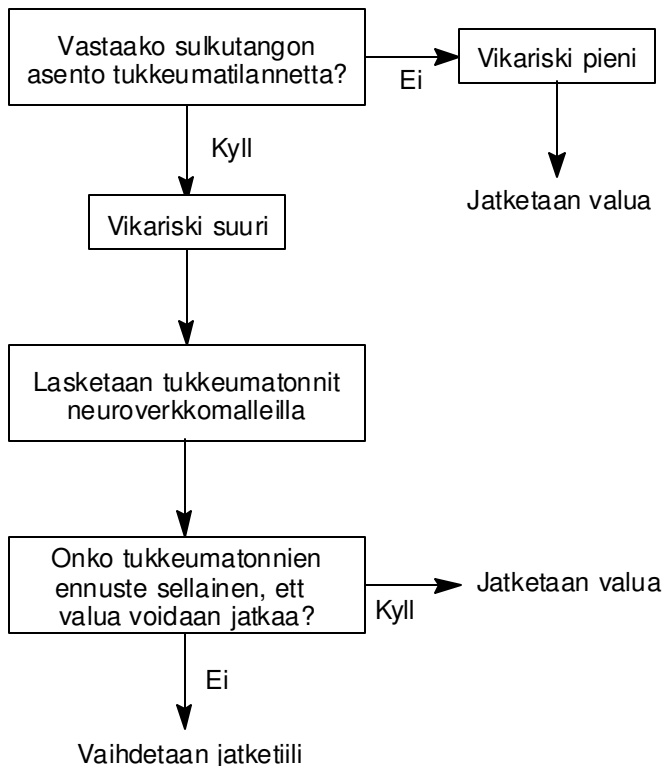 Vastaako sulkutangon
asento tukkeumatilannetta?
Ei
Vikariski pieni
Kyll
Jatketaan valua
Vikariski suuri
Lasketaan tukkeumatonnit
neuroverkkomalleilla
Onko tukkeumatonnien
ennuste sellainen, ett
valua voidaan jatkaa?
Kyll
Jatketaan valua
Ei
Vaihdetaan jatketiili